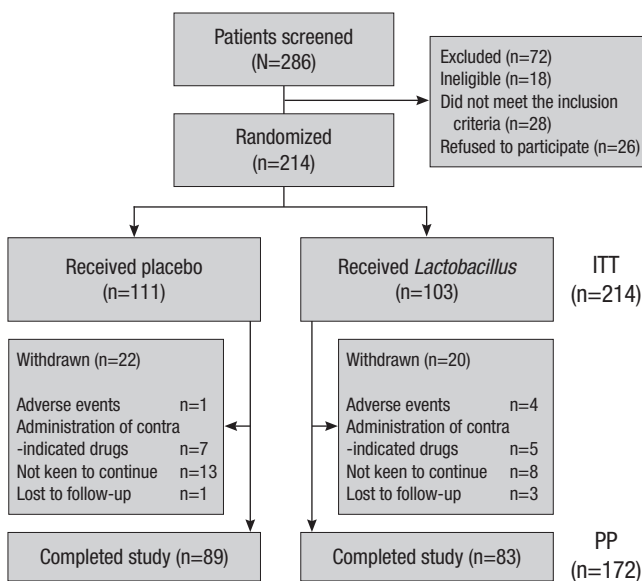 Patients screened
(N=286)
Excluded (n=72)
Ineligible (n=18)
Did not meet the inclusion
criteria (n=28)
Refused to participate (n=26)
Randomized
(n=214)
Received placebo
(n=111)
Received Lactobacillus
(n=103)
ITT
(n=214)
Withdrawn (n=22)
Adverse events n=1
Administration of contra
-indicated drugs n=7
Not keen to continue n=13
Lost to follow-up n=1
Withdrawn (n=20)
Adverse events n=4
Administration of contra
-indicated drugs n=5
Not keen to continue n=8
Lost to follow-up n=3
Completed study (n=89)
Completed study (n=83)
PP
(n=172)